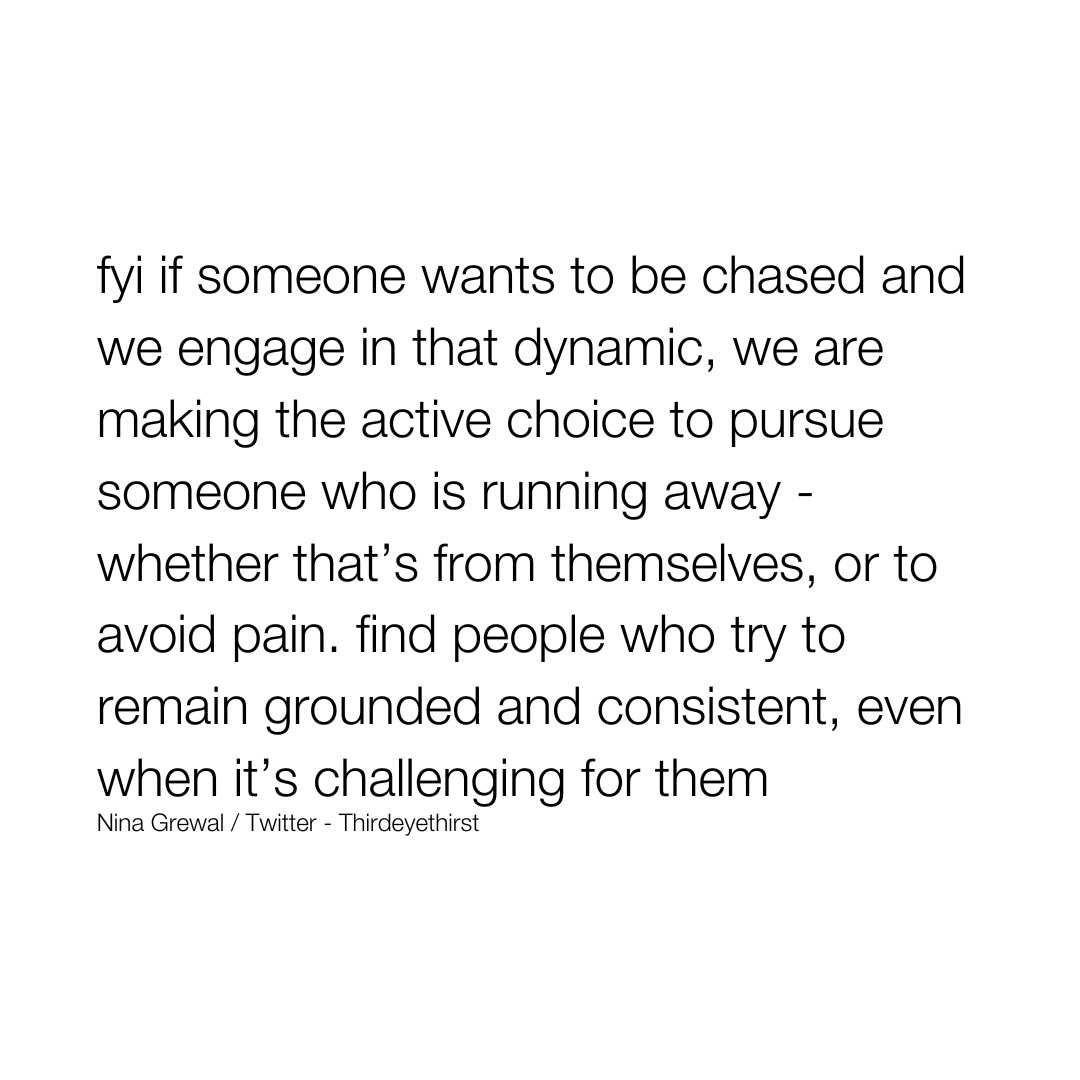 fyi if someone wants to be chased and
we engage in that dynamic, we are
making the active choice to pursue
someone who is running away -
whether that’s from themselves, or to
avoid pain. find people who try to
remain grounded and consistent, even
when it’s challenging for them
Nina Grewal / Twitter - Thirdeyethirst